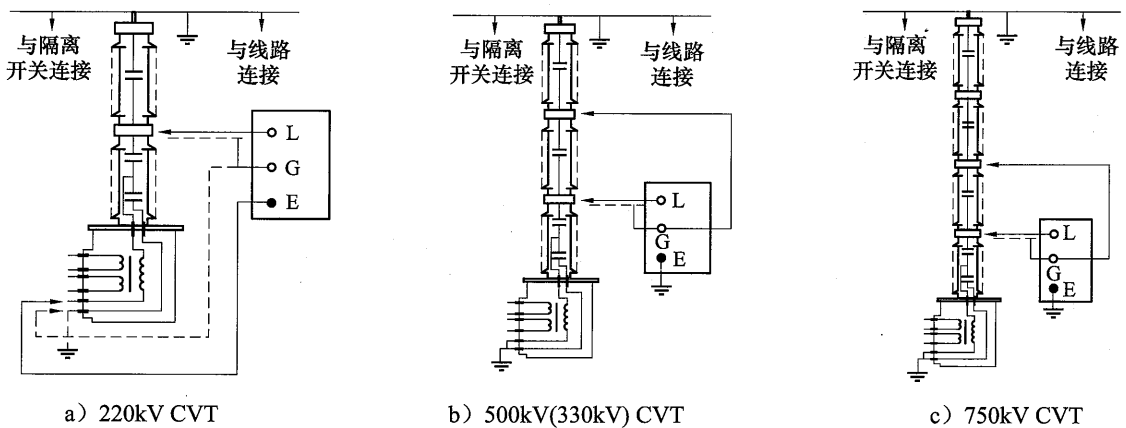 与隔离
开关连接
与线路
连接
L
G
E
a）220kV CVT
与隔离
开关连接
与线路
连接
L
G
E
b）500kV(330kV) CVT
与隔离
开关连接
与线路
连接
L
G
E
c）750kV CVT